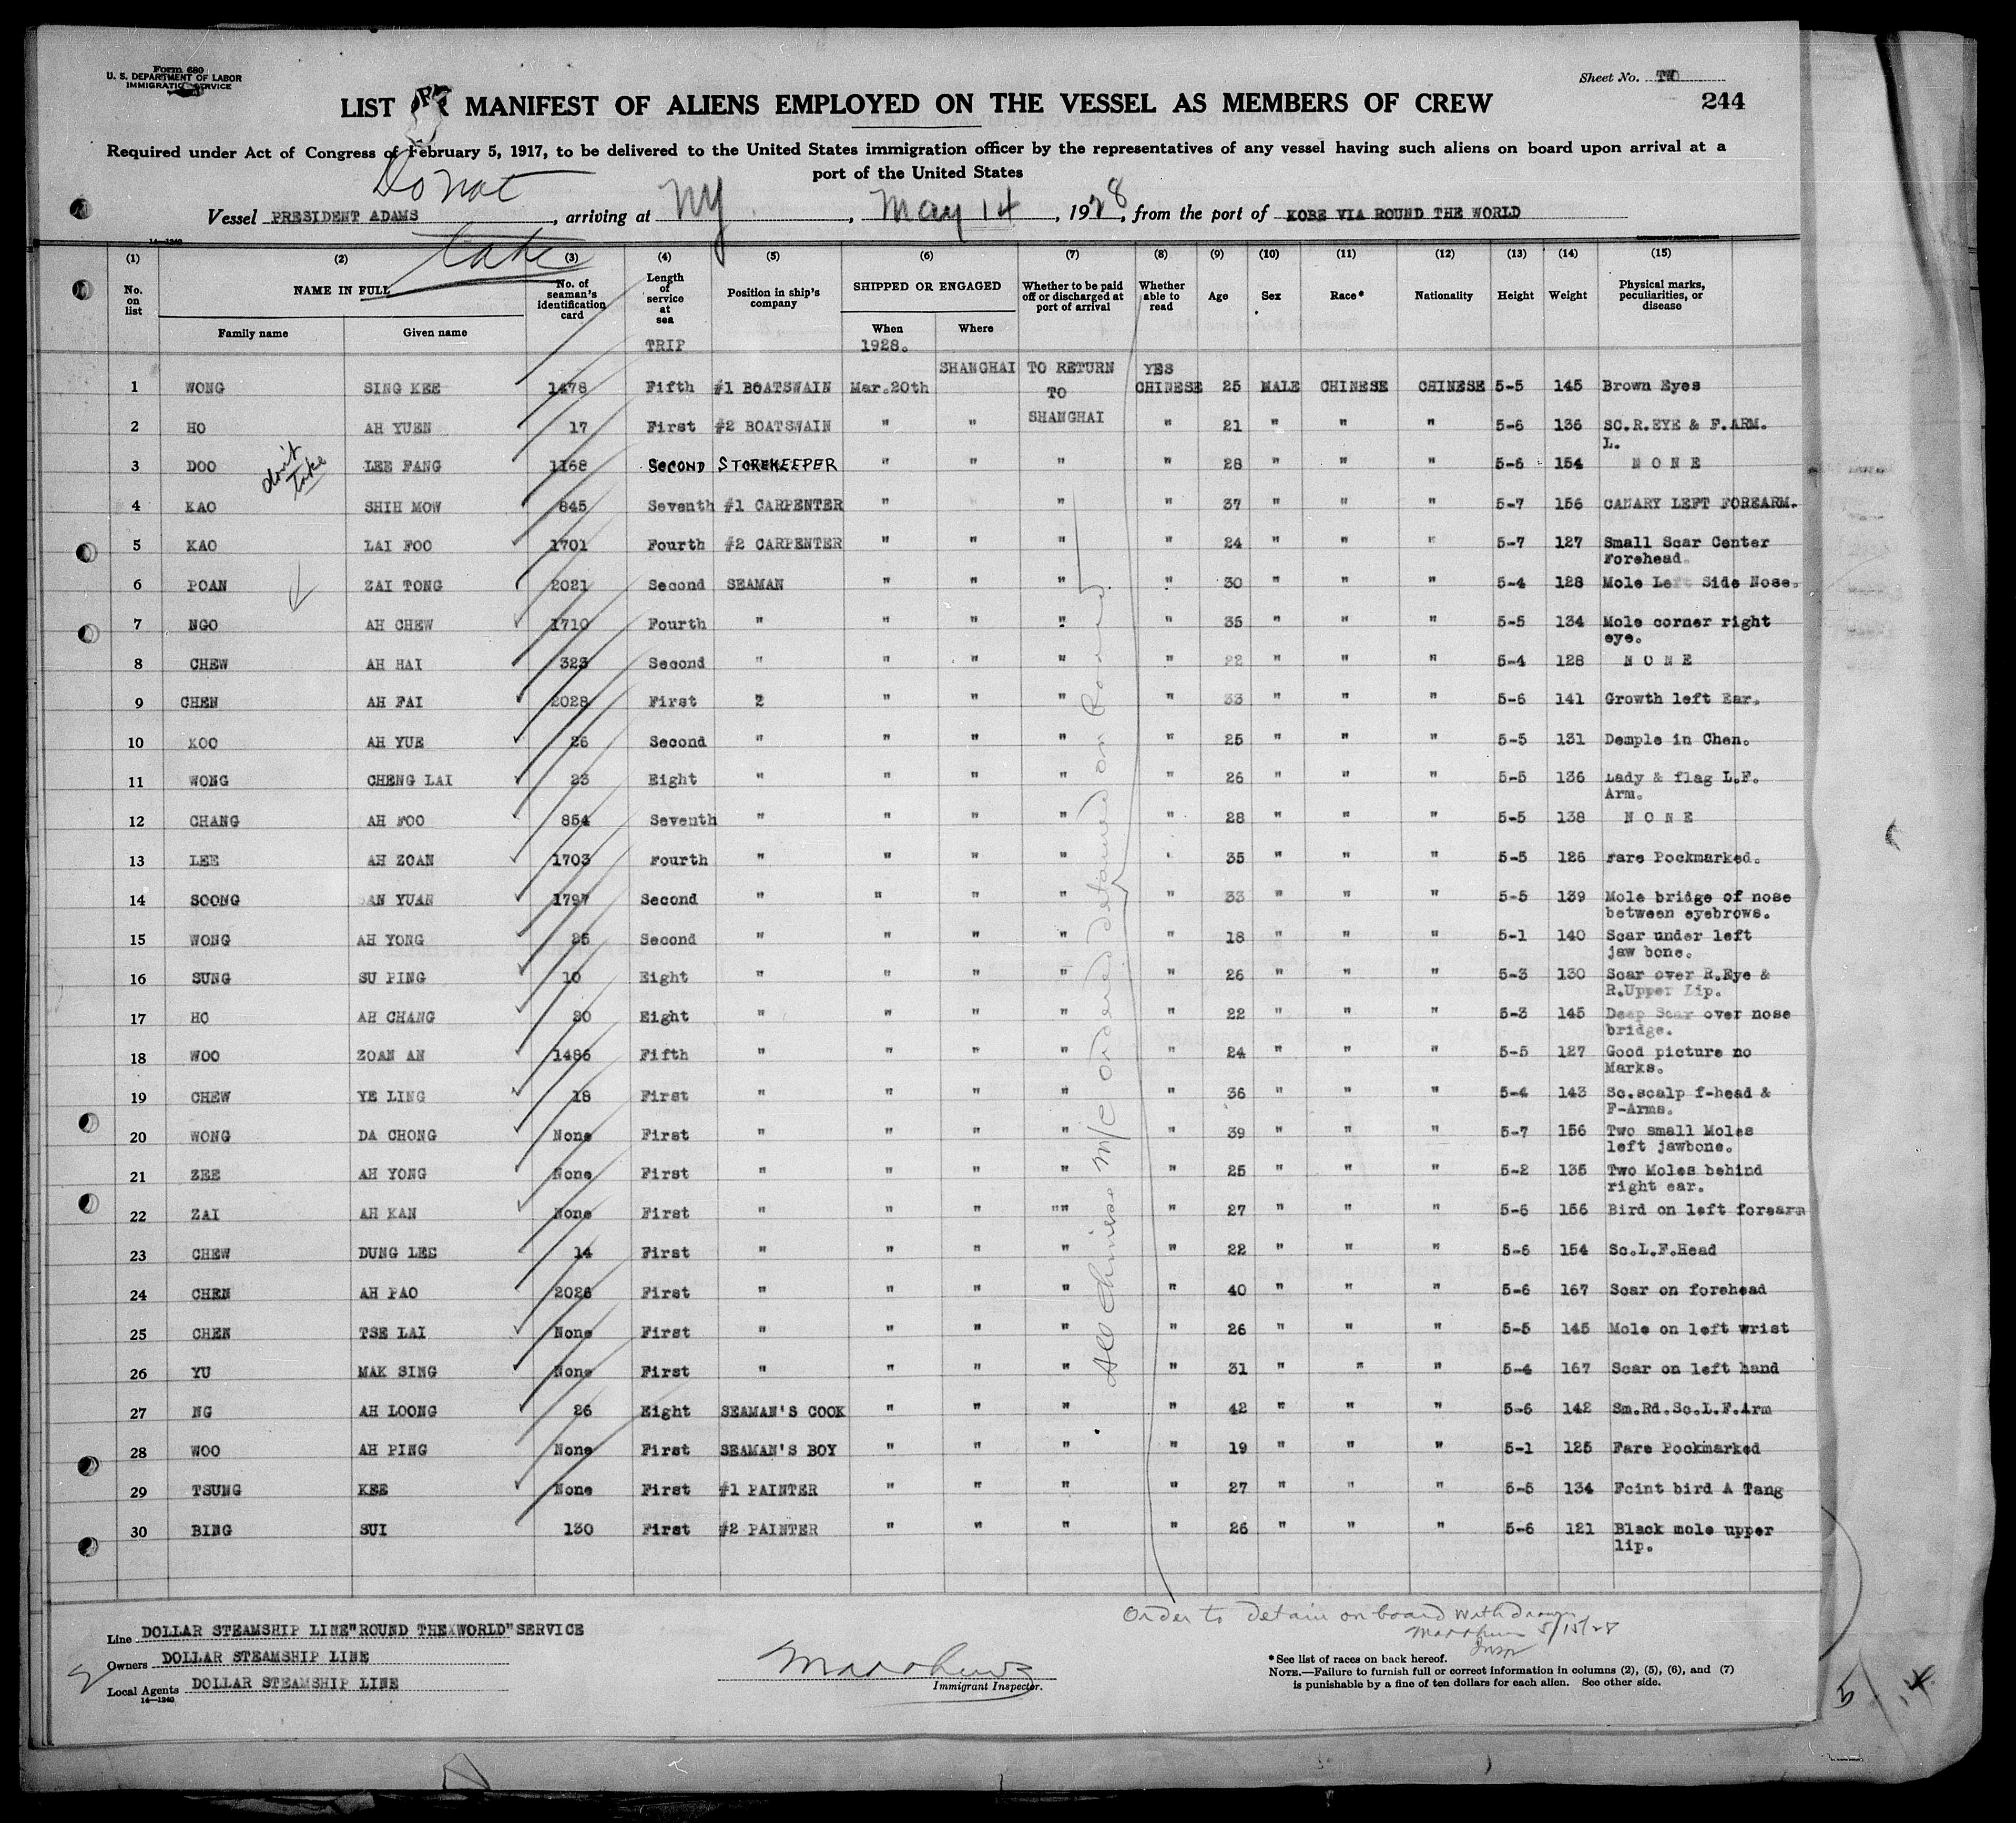 Form 680
U. S. DEPARTMENT OF LABOR
IMMIGRATION SERVICE
Sheet No. TWO
244
LIST OR MANIFEST OF ALIENS EMPLOYED ON THE VESSEL AS MEMBERS OF CREW
Required under Act of Congress of February 5, 1917, to be delivered to the United States immigration officer by the representatives of any vessel having such aliens on board upon arrival at a
port of the United States
Do not
take
Vessel PRESIDENT ADAMS, arriving at NY, May 14, 1928, from the port of KOBE VIA ROUND THE WORLD
14—1240
(1) (2) (3) (4) (5) (6) (7) (8) (9) (10) (11) (12) (13) (14) (15)
No. on list NAME IN FULL Family name Given name No. of seaman's identification card Length of service at sea Position in ship's company SHIPPED OR ENGAGED When Where Whether to be paid off or discharged at port of arrival Whether able to read Age Sex Race* Nationality Height Weight Physical marks, peculiarities, or disease
TRIP 1928.
1 WONG SING KEE 1478 Fifth #1 BOATSWAIN Mar.20th SHANGHAI TO RETURN TO SHANGHAI YES CHINESE 25 MALE CHINESE CHINESE 5-5 145 Brown Eyes
2 HO AH YUEN 17 First #2 BOATSWAIN " " " 21 " " " 5-6 136 SC.R.EYE & F.ARM.
L.
don't take
3 DOO LEE FANG 1168 SECOND STOREKEEPER " " " " 28 " " " 5-6 154 N O N E
4 KAO SHIH MOW 845 Seventh #1 CARPENTER " " " 37 " " " 5-7 156 CANARY LEFT FOREARM.
5 KAO LAI FOO 1701 Fourth #2 CARPENTER " " " " 24 " " " 5-7 127 Small Scar Center
Forehead.
6 POAN ZAI TONG 2021 Second SEAMAN " " " " 30 " " " 5-4 128 Mole Left Side Nose.
7 NGO AH CHEW 1710 Fourth " " " " " 35 " " " 5-5 134 Mole corner right
eye.
8 CHEW AH HAI 323 Second " " " " " 22 " " " 5-4 128 N O N E
9 CHEN AH FAI 2028 First 2 " " " " 33 " " " 5-6 141 Growth left Ear.
10 KOO AH YUE 26 Second " " " " " 25 " " " 5-5 131 Demple in Chen.
11 WONG CHENG LAI 23 Eight " " " " " 26 " " " 5-5 136 Lady & flag L.F.
Arm.
12 CHANG AH FOO 854 Seventh " " " " " 28 " " " 5-5 138 N O N E
13 LEE AH ZOAN 1703 Fourth " " " " " 35 " " " 5-5 126 Fare Pockmarked.
14 SOONG AN YUAN 1797 Second " " " " " 33 " " " 5-5 139 Mole bridge of nose
between eyebrows.
15 WONG AH YONG 25 Second " " " " " 18 " " " 5-1 140 Scar under left
jaw bone.
16 SUNG SU PING 10 Eight " " " " " 26 " " " 5-3 130 Scar over R.Eye &
R.Upper Lip.
17 HO AH CHANG 30 Eight " " " " " 22 " " " 5-3 145 Deep Scar over nose
bridge.
18 WOO ZOAN AN 1486 Fifth " " " " " 24 " " " 5-5 127 Good picture no
Marks.
19 CHEW YE LING 18 First " " " " " 36 " " " 5-4 143 Sc.scalp f-head &
F-Arms.
20 WONG DA CHONG None First " " " " " 39 " " " 5-7 156 Two small Moles
left jawbone.
21 ZEE AH YONG None First " " " " " 25 " " " 5-2 135 Two Moles behind
right ear.
22 ZAI AH KAN None First " " " "" " 27 " " " 5-6 156 Bird on left forearm
23 CHEW DUNG LEE 14 First " " " " " 22 " " " 5-6 154 Sc.L.F.Head
24 CHEN AH PAO 2026 First " " " " " 40 " " " 5-6 167 Scar on forehead
25 CHEN TSE LAI None First " " " " " 26 " " " 5-5 145 Mole on left wrist
26 YU MAK SING None First " " " " " 31 " " " 5-4 167 Scar on left hand
27 NG AH LOONG 26 Eight SEAMAN'S COOK " " " " 42 " " " 5-6 142 Sm.Rd.Sc.L.F.Arm
28 WOO AH PING None First SEAMAN'S BOY " " " " 19 " " " 5-1 125 Fare Pockmarked
29 TSUNG KEE None First #1 PAINTER " " " " 27 " " " 5-5 134 Fcint bird A Tang
30 BING SUI 130 First #2 PAINTER " " " " 26 " " " 5-6 121 Black mole upper
lip.
All Chinese M/C ordered detained on board
Order to detain on board withdrawn
5/15/28
Insp
Line DOLLAR STEAMSHIP LINE"ROUND THEXWORLD"SERVICE
Owners DOLLAR STEAMSHIP LINE
Local Agents DOLLAR STEAMSHIP LINE
14—1240
Immigrant Inspector.
*See list of races on back hereof.
NOTE.—Failure to furnish full or correct information in columns (2), (5), (6), and (7)
is punishable by a fine of ten dollars for each alien. See other side.
5